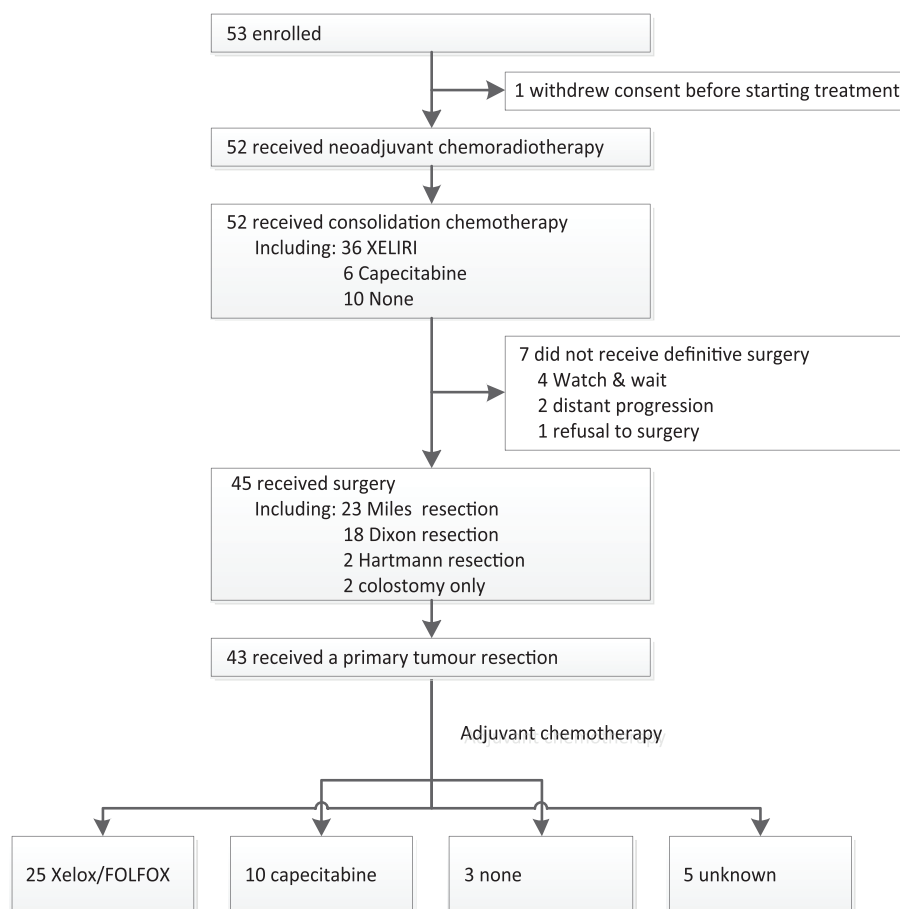 53 enrolled
1 withdrew consent before starting treatment
52 received neoadjuvant chemoradiotherapy
52 received consolidation chemotherapy
Including: 36 XELIRI
6 Capecitabine
10 None
7 did not receive definitive surgery
4 Watch & wait
2 distant progression
1 refusal to surgery
45 received surgery
Including: 23 Miles resection
18 Dixon resection
2 Hartmann resection
2 colostomy only
43 received a primary tumour resection
Adjuvant chemotherapy
25 Xelox/FOLFOX
10 capecitabine
3 none
5 unknown